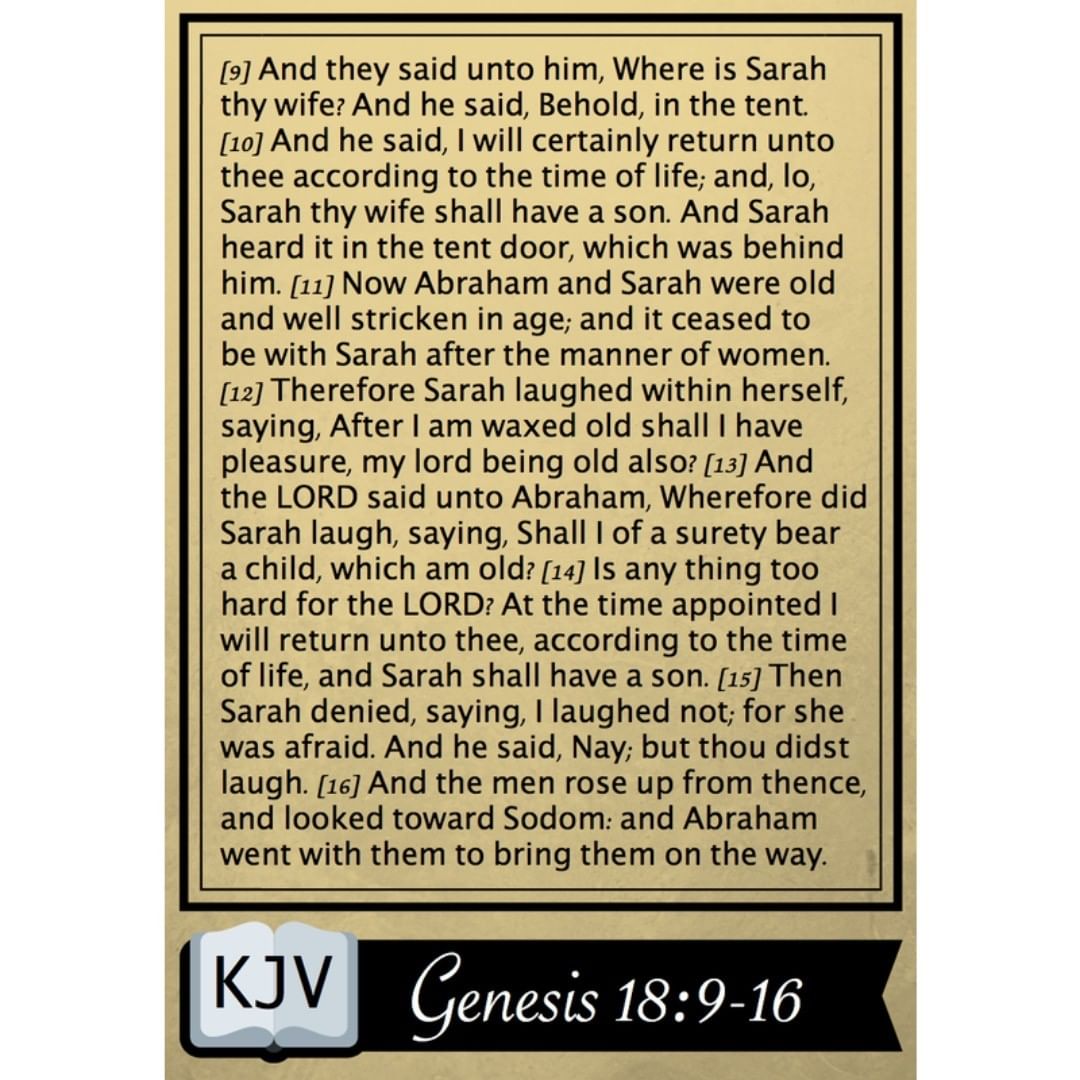 [9] And they said unto him, Where is Sarah
thy wife? And he said, Behold, in the tent.
[10] And he said, I will certainly return unto
thee according to the time of life; and, lo,
Sarah thy wife shall have a son. And Sarah
heard it in the tent door, which was behind
him. [11] Now Abraham and Sarah were old
and well stricken in age; and it ceased to
be with Sarah after the manner of women.
[12] Therefore Sarah laughed within herself,
saying, After I am waxed old shall I have
pleasure, my lord being old also? [13] And
the LORD said unto Abraham, Wherefore did
Sarah laugh, saying, Shall I of a surety bear
a child, which am old? [14] Is any thing too
hard for the LORD? At the time appointed I
will return unto thee, according to the time
of life, and Sarah shall have a son. [15] Then
Sarah denied, saying, I laughed not; for she
was afraid. And he said, Nay; but thou didst
laugh. [16] And the men rose up from thence,
and looked toward Sodom: and Abraham
went with them to bring them on the way.
KJV
Genesis 18:9-16